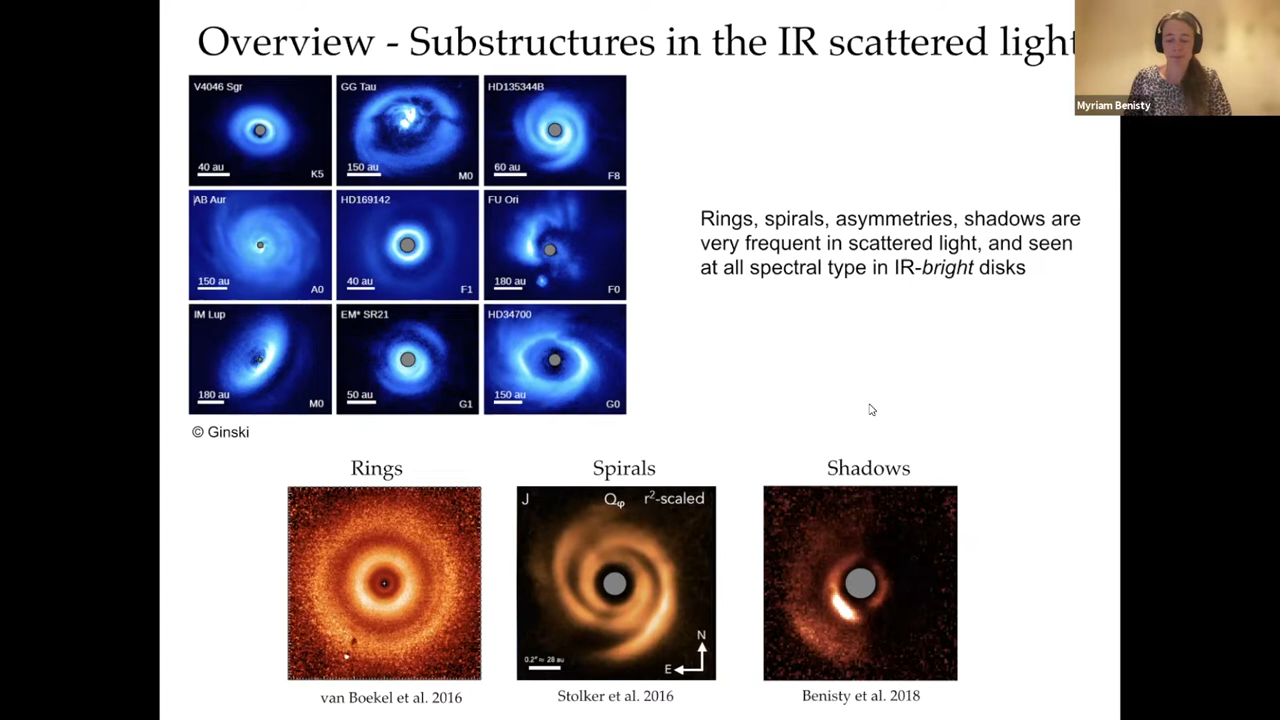 Overview - Substructures in the IR scattered light
Myriam Benisty
V4046 Sgr
40 au
K5
GG Tau
150 au
M0
HD135344B
60 au
F8
AB Aur
150 au
A0
HD169142
40 au
F1
FU Ori
180 au
F0
IM Lup
180 au
M0
EM* SR21
50 au
G1
HD34700
150 au
G0
© Ginski
Rings, spirals, asymmetries, shadows are
very frequent in scattered light, and seen
at all spectral type in IR-bright disks
Rings
Spirals
Shadows
J
Qφ
r²-scaled
N
E
0.2" ≈ 28 au
van Boekel et al. 2016
Stolker et al. 2016
Benisty et al. 2018